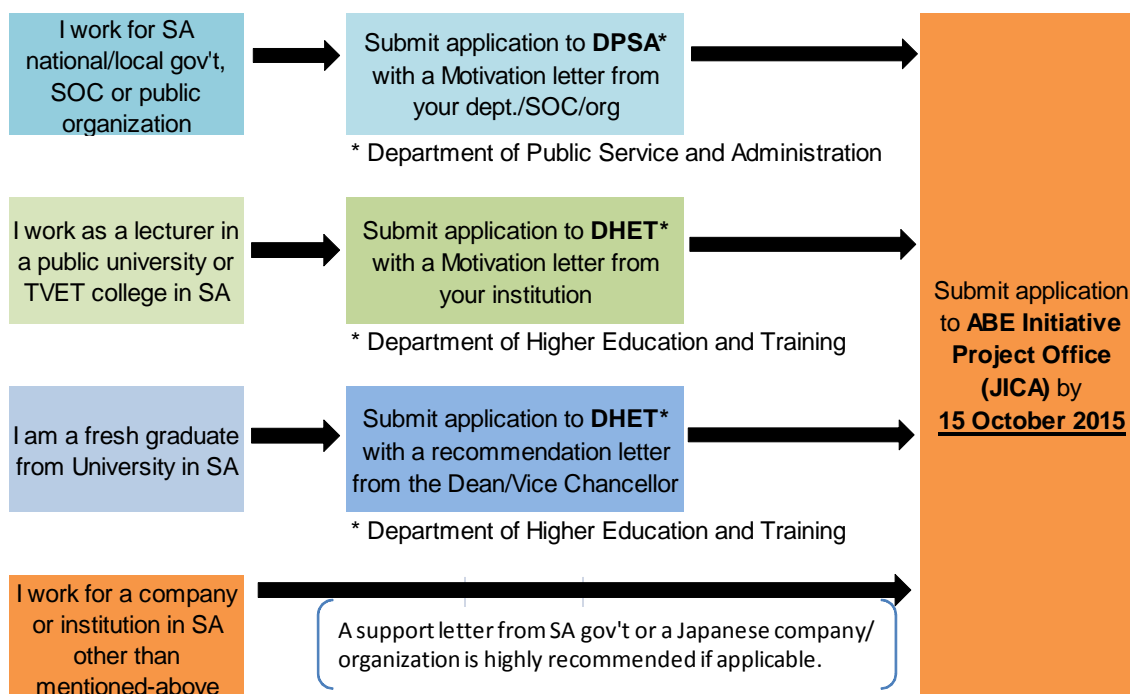 I work for SA
national/local gov't,
SOC or public
organization
Submit application to DPSA*
with a Motivation letter from
your dept./SOC/org
* Department of Public Service and Administration
I work as a lecturer in
a public university or
TVET college in SA
Submit application to DHET*
with a Motivation letter from
your institution
* Department of Higher Education and Training
I am a fresh graduate
from University in SA
Submit application to DHET*
with a recommendation letter
from the Dean/Vice Chancellor
* Department of Higher Education and Training
I work for a company
or institution in SA
other than
mentioned-above
A support letter from SA gov't or a Japanese company/
organization is highly recommended if applicable.
Submit application
to ABE Initiative
Project Office
(JICA) by
15 October 2015